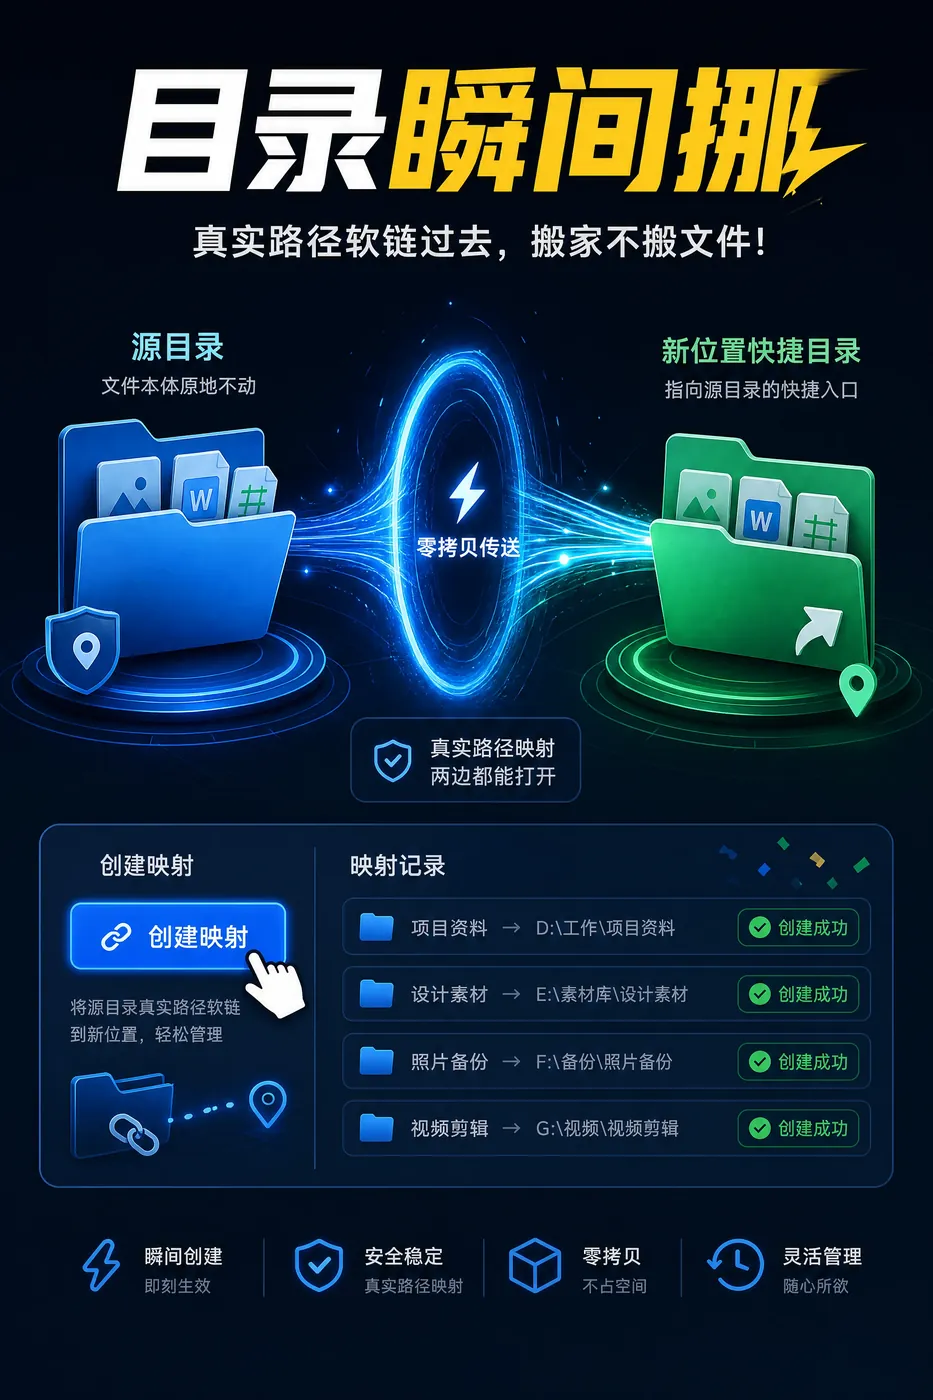 目录瞬间挪
真实路径软链过去，搬家不搬文件！
源目录
文件本体原地不动
新位置快捷目录
指向源目录的快捷入口
W
W
零拷贝传送
真实路径映射
两边都能打开
创建映射
创建映射
将源目录真实路径软链
到新位置，轻松管理
映射记录
项目资料 → D:\工作\项目资料 创建成功
设计素材 → E:\素材库\设计素材 创建成功
照片备份 → F:\备份\照片备份 创建成功
视频剪辑 → G:\视频\视频剪辑 创建成功
瞬间创建
即刻生效
安全稳定
真实路径映射
零拷贝
不占空间
灵活管理
随心所欲